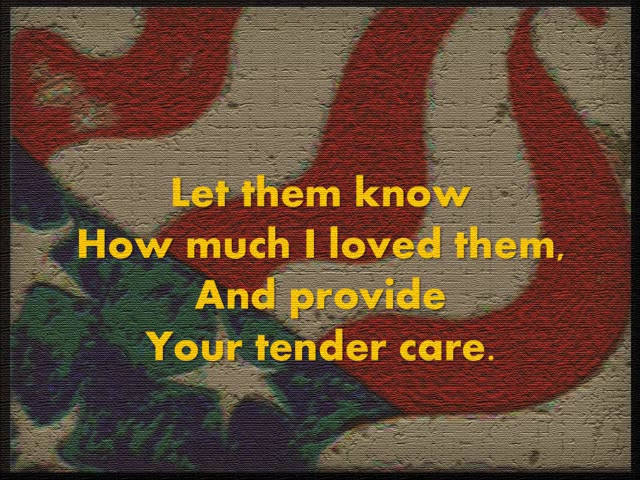 Let them know
How much I loved them,
And provide
Your tender care.